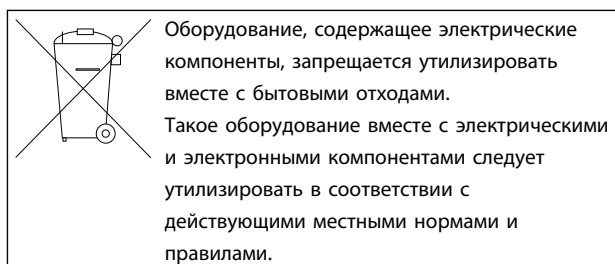 Оборудование, содержащее электрические
компоненты, запрещается утилизировать
вместе с бытовыми отходами.
Такое оборудование вместе с электрическими
и электронными компонентами следует
утилизировать в соответствии с
действующими местными нормами и
правилами.